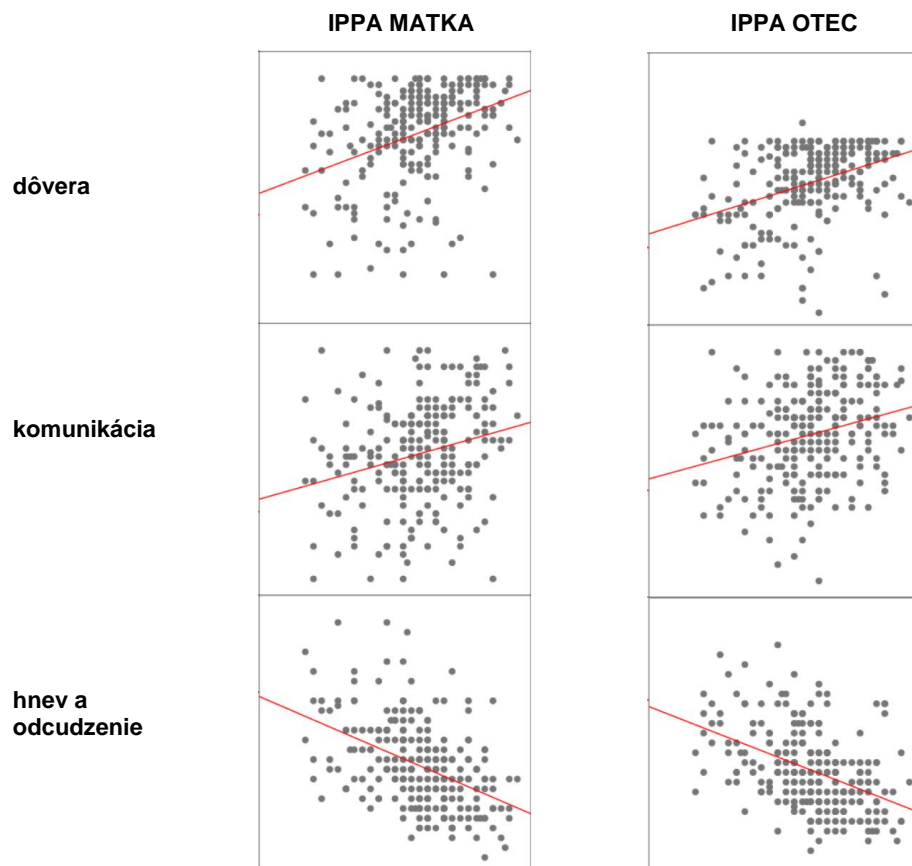 IPPA MATKA
IPPA OTEC
dôvera
komunikácia
hnev a
odcudzenie